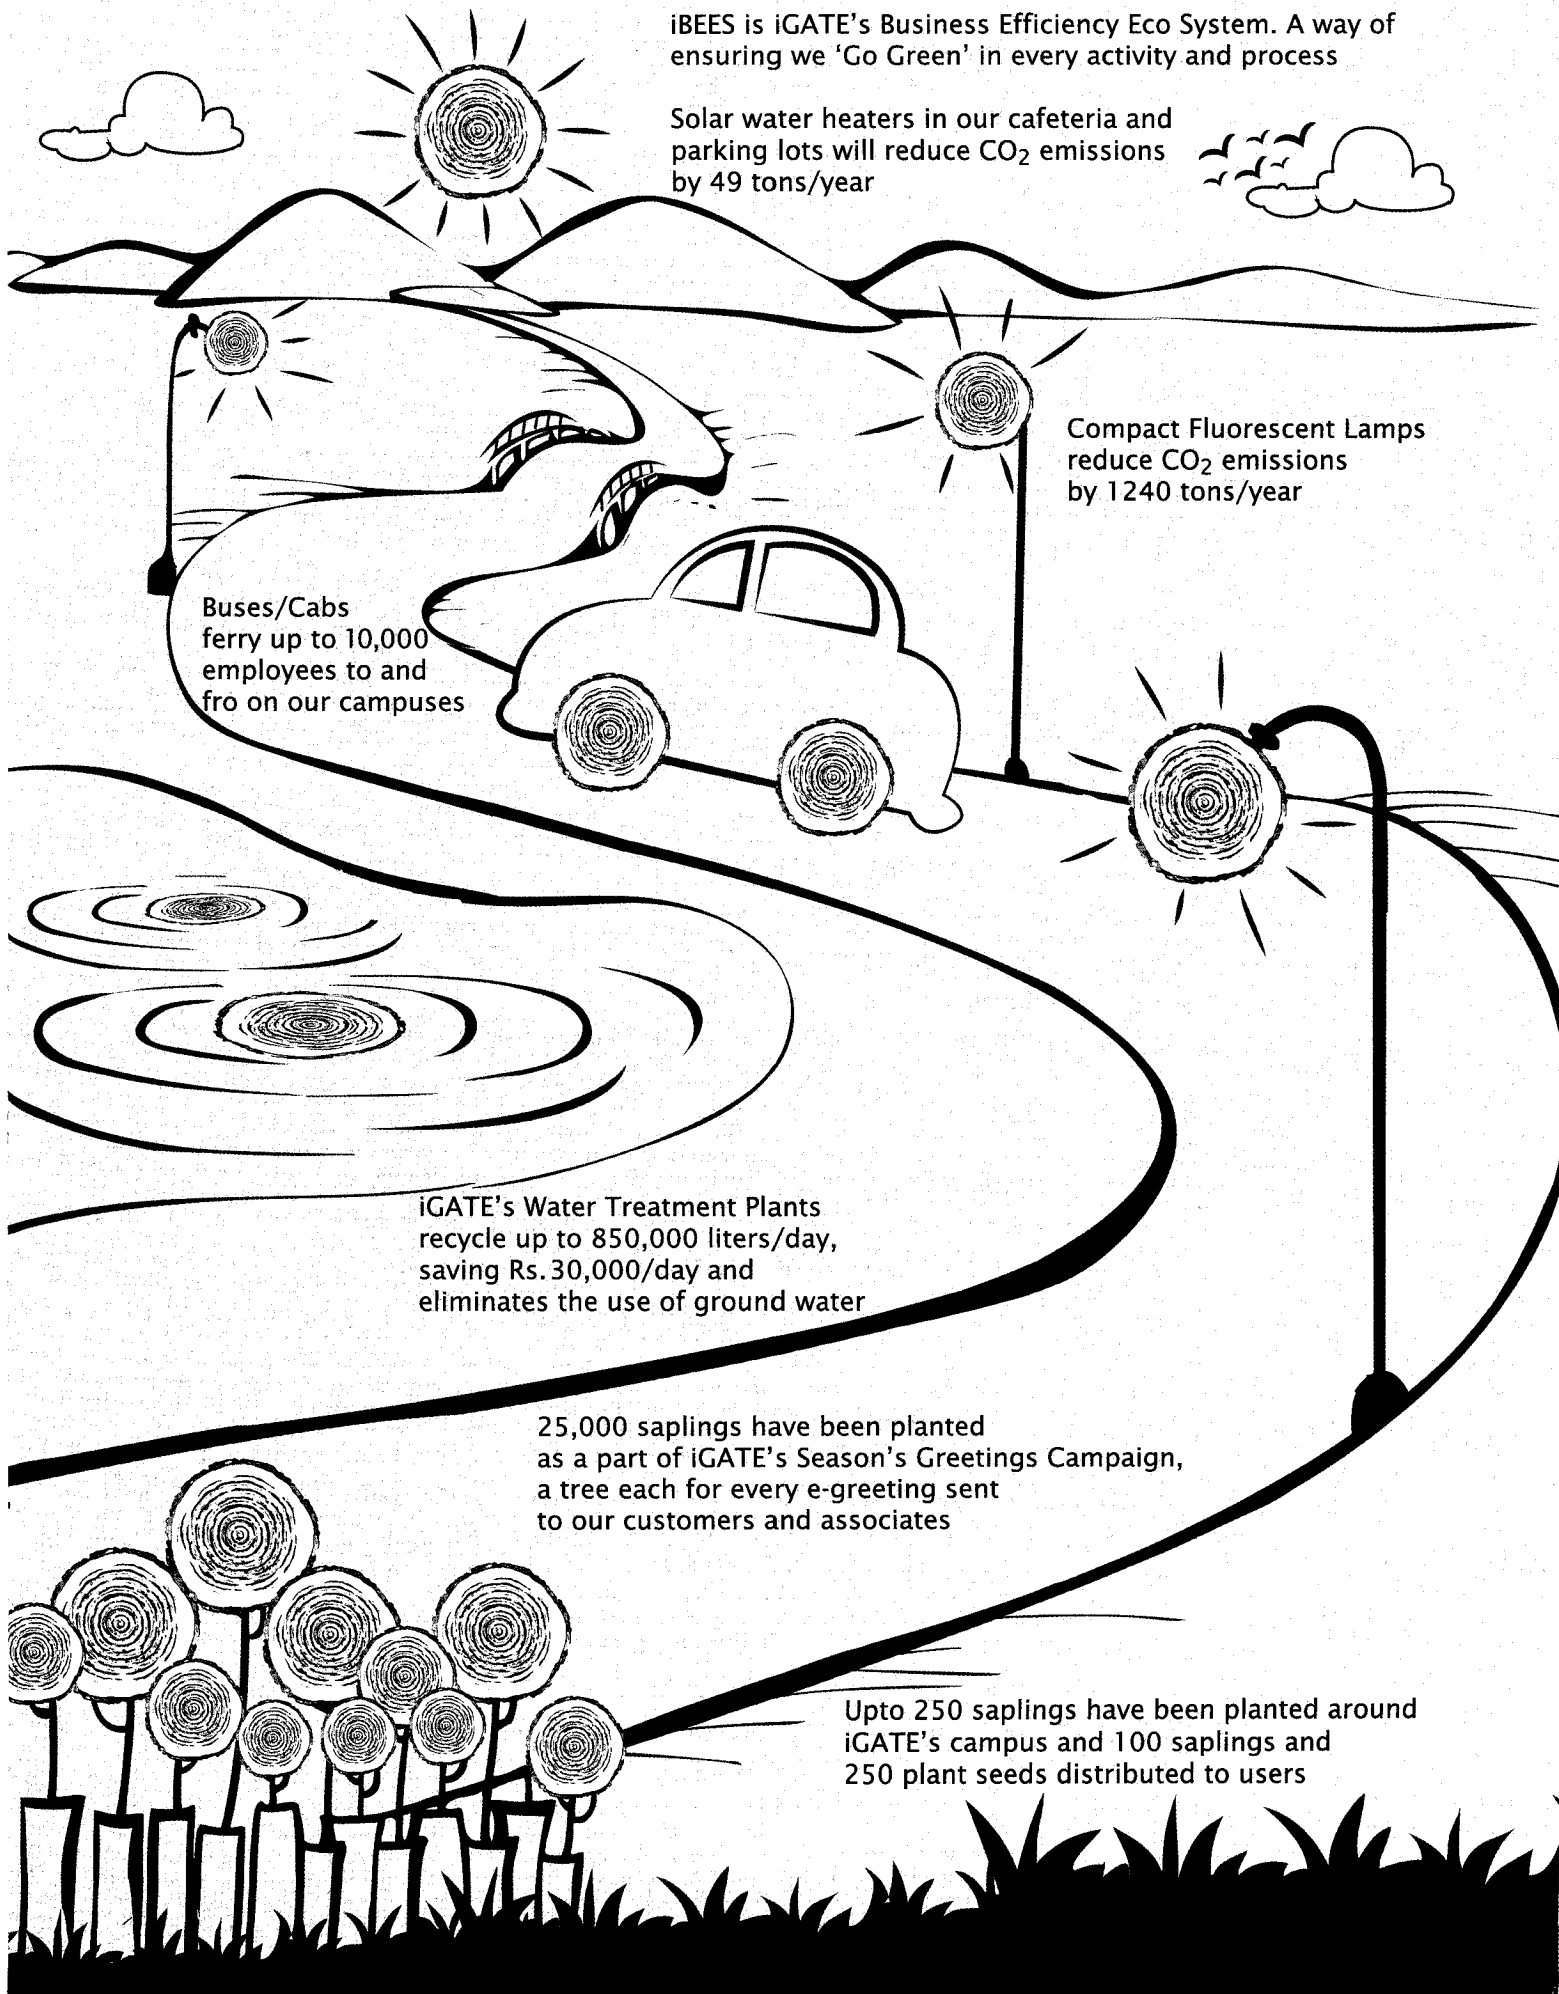 iBEES is iGATE's Business Efficiency Eco System. A way of
ensuring we 'Go Green' in every activity and process
Solar water heaters in our cafeteria and
parking lots will reduce CO₂ emissions
by 49 tons/year
Compact Fluorescent Lamps
reduce CO₂ emissions
by 1240 tons/year
Buses/Cabs
ferry up to 10,000
employees to and
fro on our campuses
iGATE's Water Treatment Plants
recycle up to 850,000 liters/day,
saving Rs.30,000/day and
eliminates the use of ground water
25,000 saplings have been planted
as a part of iGATE's Season's Greetings Campaign,
a tree each for every e-greeting sent
to our customers and associates
Upto 250 saplings have been planted around
iGATE's campus and 100 saplings and
250 plant seeds distributed to users